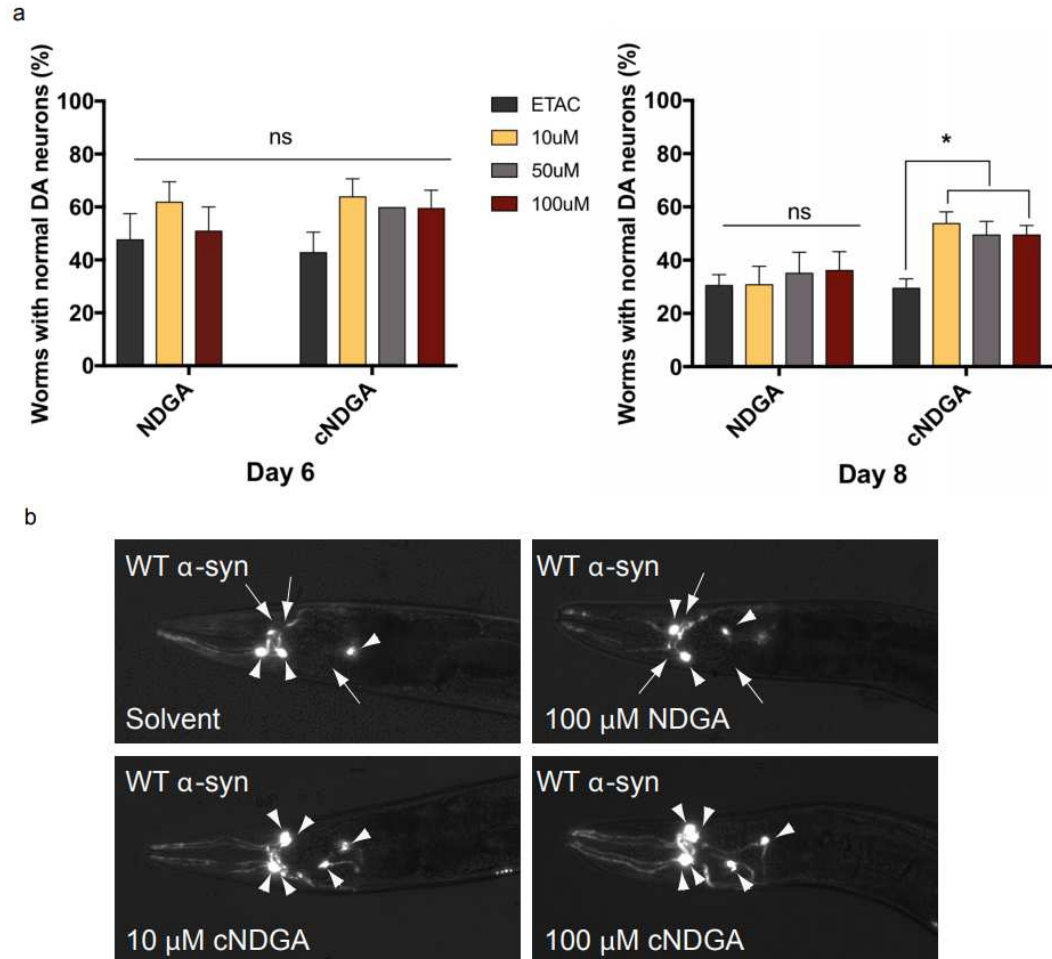 a
Worms with normal DA neurons (%)
100
80
60
40
20
0
ns
NDGA
cNDGA
Day 6
ETAC
10uM
50uM
100uM
Worms with normal DA neurons (%)
100
80
60
40
20
0
ns
*
NDGA
cNDGA
Day 8
b
WT α-syn
Solvent
WT α-syn
100 μM NDGA
WT α-syn
10 μM cNDGA
WT α-syn
100 μM cNDGA